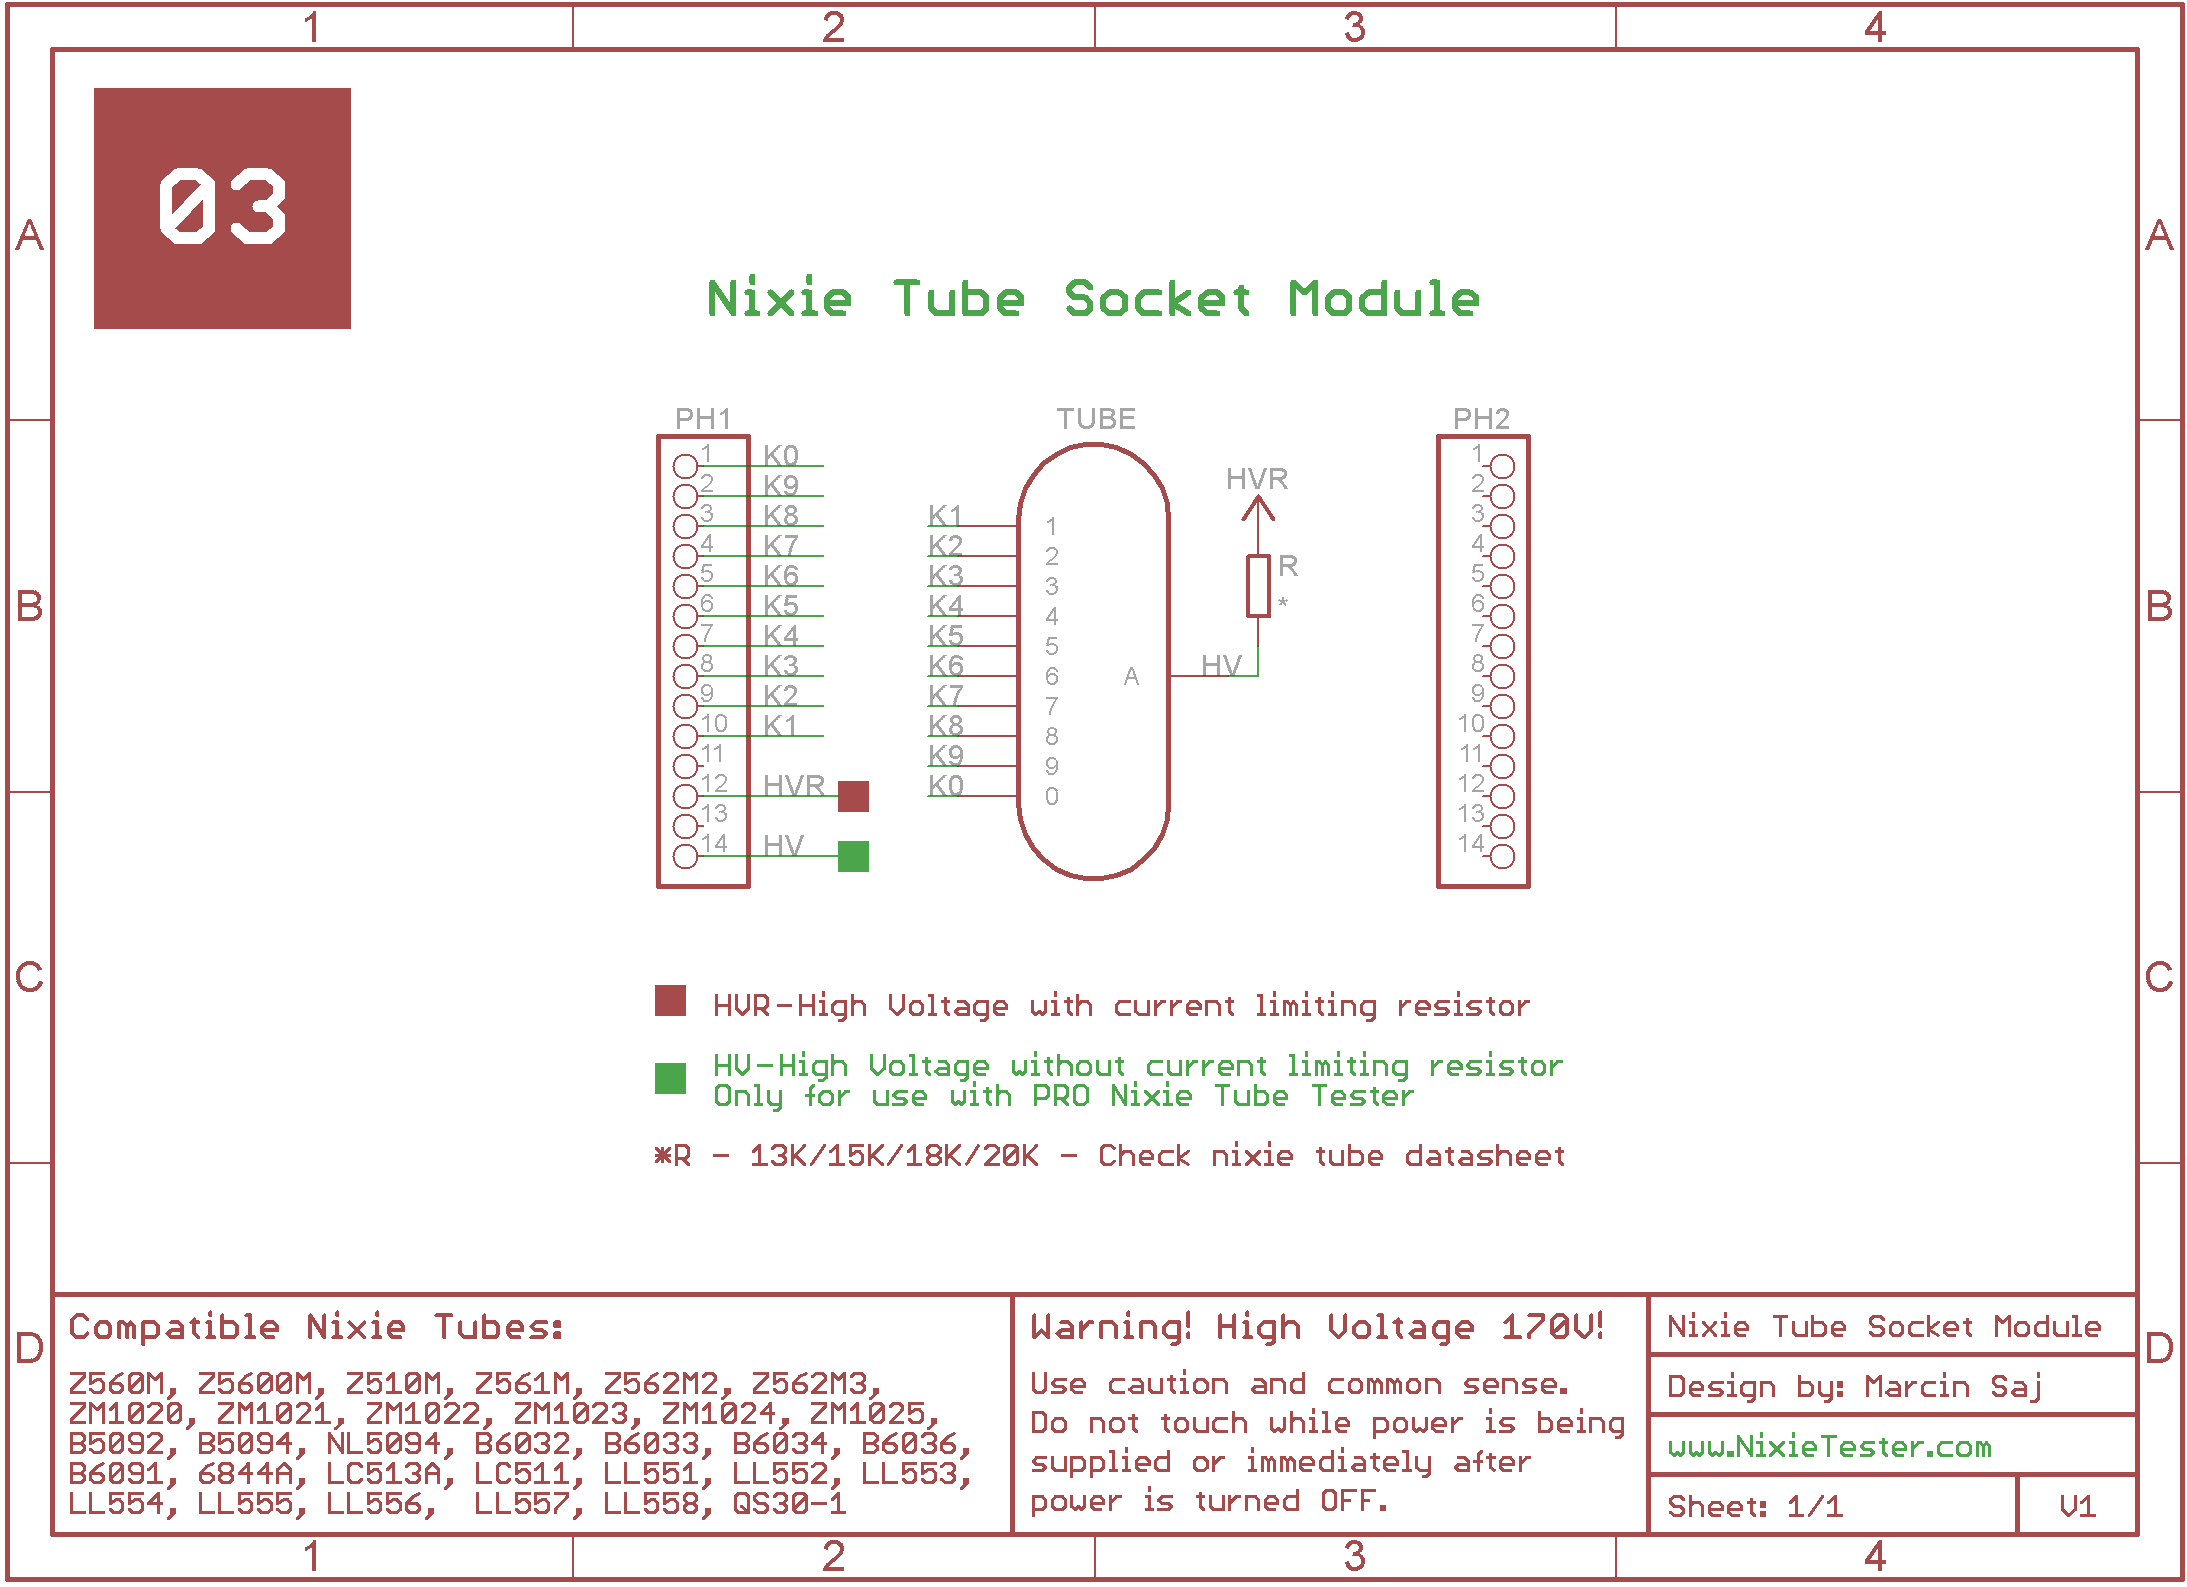 1 2 3 4
A A
03
Nixie Tube Socket Module
PH1 TUBE PH2
1 K0
2 K9
3 K8
4 K7
5 K6
6 K5
7 K4
8 K3
9 K2
10 K1
11
12 HVR
13
14 HV
K1 1
K2 2
K3 3
K4 4
K5 5
K6 6
K7 7
K8 8
K9 9
K0 0
A HV
HVR
R
*
1
2
3
4
5
6
7
8
9
10
11
12
13
14
B B
C C
HVR-High Voltage with current limiting resistor
HV-High Voltage without current limiting resistor
Only for use with PRO Nixie Tube Tester
*R - 13K/15K/18K/20K - Check nixie tube datasheet
D D
Compatible Nixie Tubes:
Z560M, Z5600M, Z510M, Z561M, Z562M2, Z562M3,
ZM1020, ZM1021, ZM1022, ZM1023, ZM1024, ZM1025,
B5092, B5094, NL5094, B6032, B6033, B6034, B6036,
B6091, 6844A, LC513A, LC511, LL551, LL552, LL553,
LL554, LL555, LL556, LL557, LL558, QS30-1
Warning! High Voltage 170V!
Use caution and common sense.
Do not touch while power is being
supplied or immediately after
power is turned OFF.
Nixie Tube Socket Module
Design by: Marcin Saj
www.NixieTester.com
Sheet: 1/1 V1
1 2 3 4